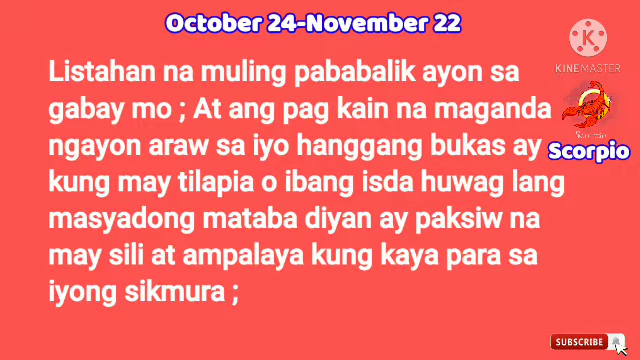 October 24-November 22
KINEMASTER
Listahan na muling pababalik ayon sa
gabay mo ; At ang pag kain na maganda
ngayon araw sa iyo hanggang bukas ay
Scorpio
kung may tilapia o ibang isda huwag lang
masyadong mataba diyan ay paksiw na
may sili at ampalaya kung kaya para sa
iyong sikmura ;
SUBSCRIBE